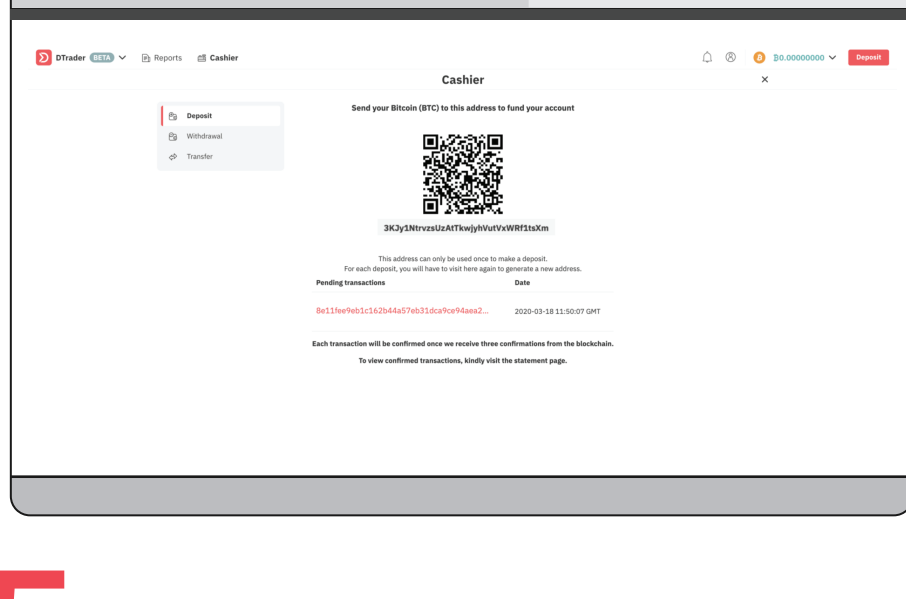 DTrader BETA Reports Cashier ₿0.00000000 Deposit
Cashier
Deposit
Withdrawal
Transfer
Send your Bitcoin (BTC) to this address to fund your account
3KJy1NtrvzsUzAtTkwjyhVutVxWRf1tsXm
This address can only be used once to make a deposit.
For each deposit, you will have to visit here again to generate a new address.
Pending transactions Date
8e11fee9eb1c162b44a57eb31dca9ce94aea2... 2020-03-18 11:50:07 GMT
Each transaction will be confirmed once we receive three confirmations from the blockchain.
To view confirmed transactions, kindly visit the statement page.